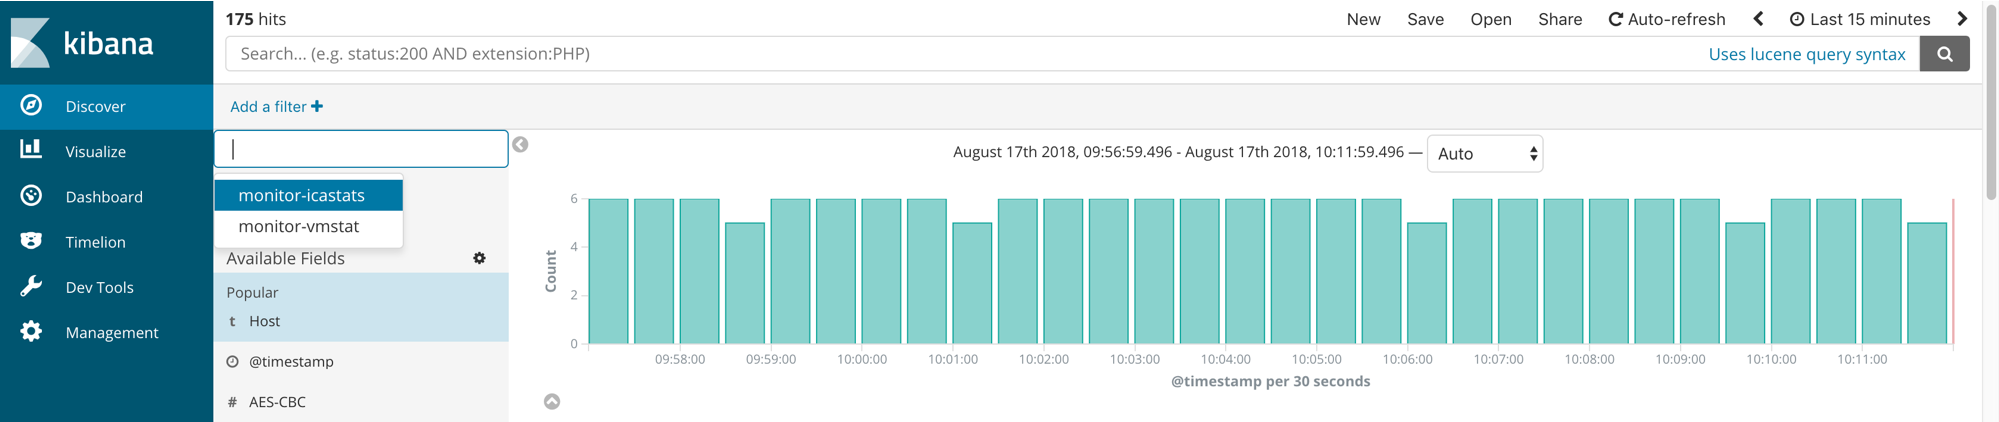 kibana
Discover
Visualize
Dashboard
Timelion
Dev Tools
Management
175 hits
New Save Open Share Auto-refresh Last 15 minutes
Search... (e.g. status:200 AND extension:PHP) Uses lucene query syntax
Add a filter
monitor-icastats
monitor-vmstat
Available Fields
Popular
t Host
@timestamp
# AES-CBC
August 17th 2018, 09:56:59.496 - August 17th 2018, 10:11:59.496 — Auto
Count
6
4
2
0
09:58:00 09:59:00 10:00:00 10:01:00 10:02:00 10:03:00 10:04:00 10:05:00 10:06:00 10:07:00 10:08:00 10:09:00 10:10:00 10:11:00
@timestamp per 30 seconds